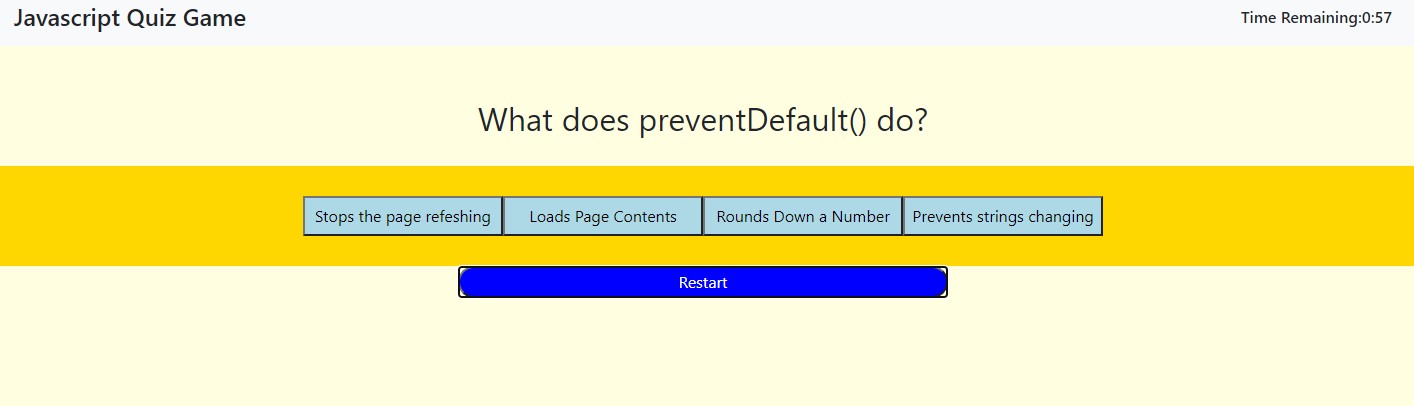 Javascript Quiz Game
Time Remaining:0:57
What does preventDefault() do?
Stops the page refeshing
Loads Page Contents
Rounds Down a Number
Prevents strings changing
Restart